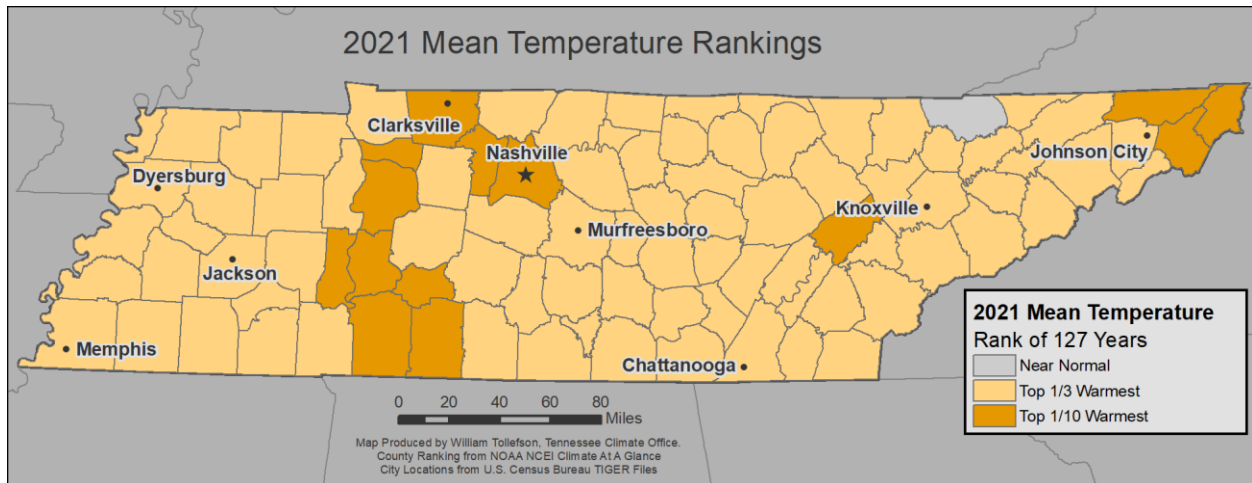 2021 Mean Temperature Rankings
Clarksville
Nashville
Johnson City
Dyersburg
Knoxville
Murfreesboro
Jackson
Memphis
Chattanooga
2021 Mean Temperature
Rank of 127 Years
Near Normal
Top 1/3 Warmest
Top 1/10 Warmest
0 20 40 60 80
Miles
Map Produced by William Tollefson, Tennessee Climate Office.
County Ranking from NOAA NCEI Climate At A Glance
City Locations from U.S. Census Bureau TIGER Files